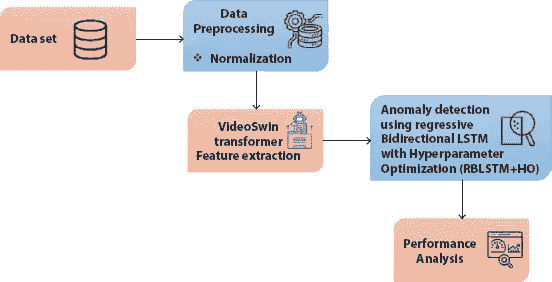 Data set
Data
Preprocessing
❖ Normalization
VideoSwin
transformer
Feature extraction
Anomaly detection
using regressive
Bidirectional LSTM
with Hyperparameter
Optimization (RBLSTM+HO)
Performance
Analysis